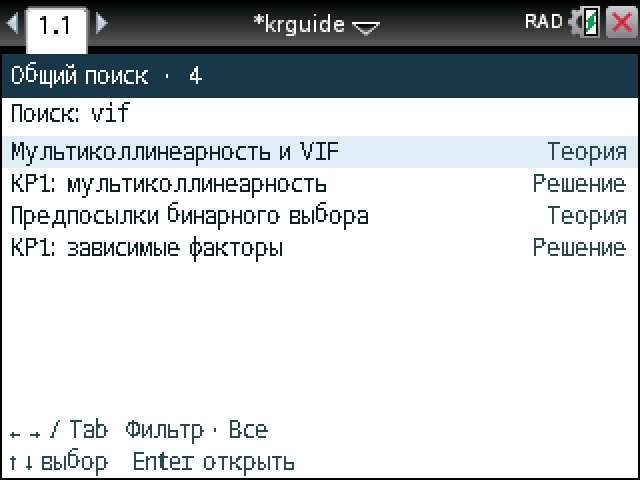 1.1 *krguide RAD
Общий поиск · 4
Поиск: vif
Мультиколлинеарность и VIF Теория
КР1: мультиколлинеарность Решение
Предпосылки бинарного выбора Теория
КР1: зависимые факторы Решение
← → / Tab Фильтр · Все
↑ ↓ выбор Enter открыть